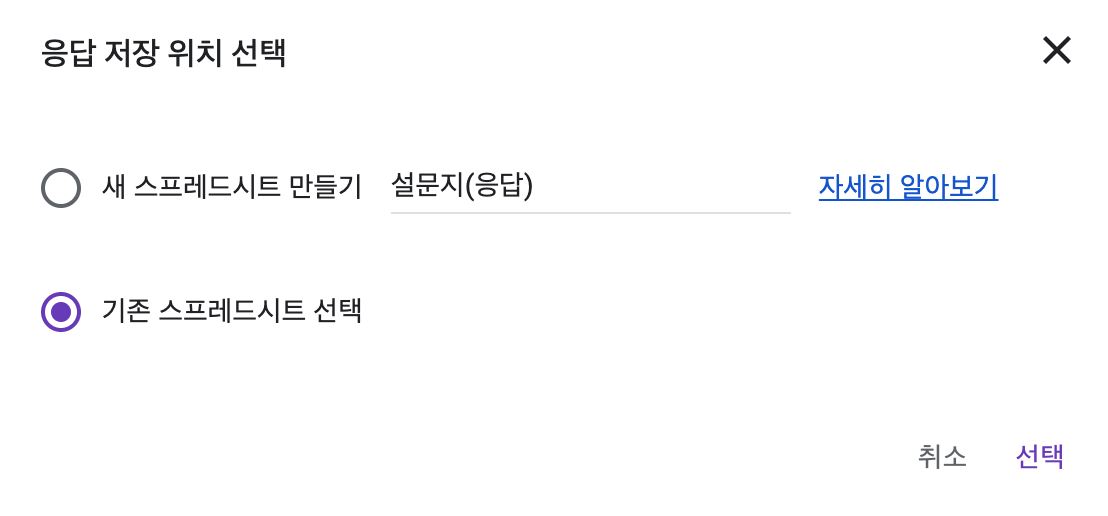 응답 저장 위치 선택
새 스프레드시트 만들기 설문지(응답) 자세히 알아보기
기존 스프레드시트 선택
취소 선택